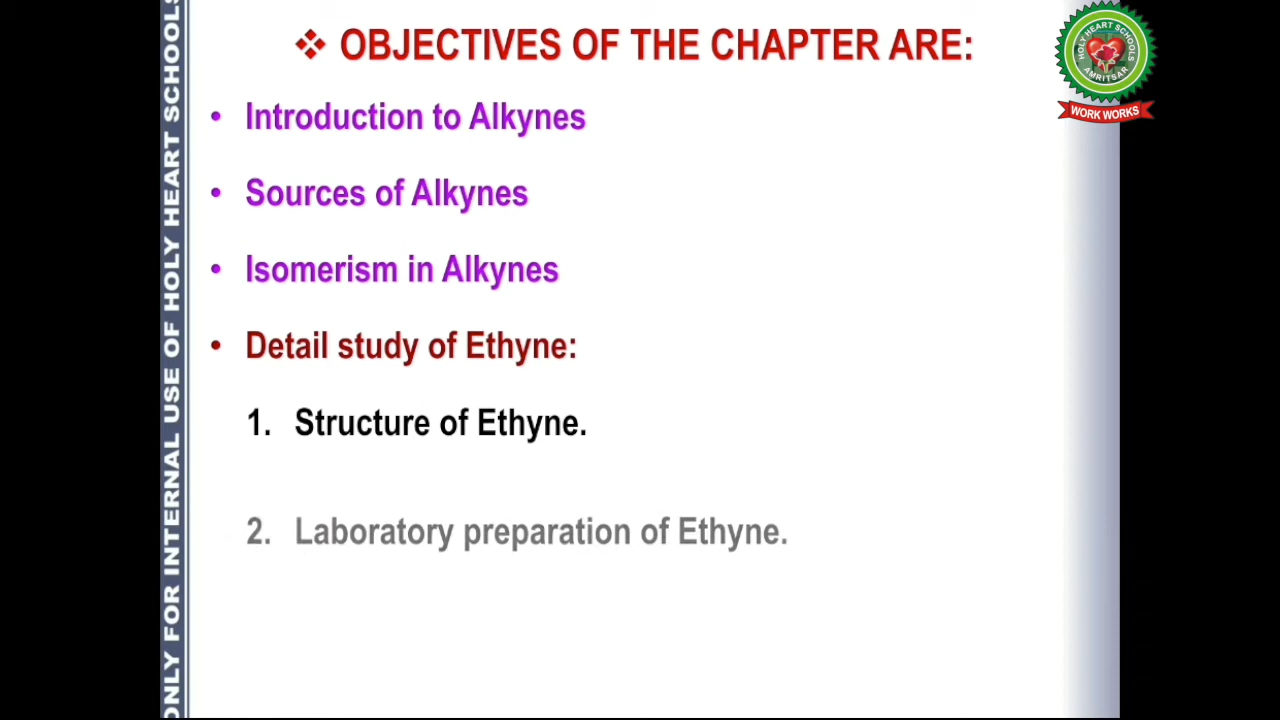 ❖ OBJECTIVES OF THE CHAPTER ARE:
• Introduction to Alkynes
• Sources of Alkynes
• Isomerism in Alkynes
• Detail study of Ethyne:
1. Structure of Ethyne.
2. Laboratory preparation of Ethyne.
ONLY FOR INTERNAL USE OF HOLY HEART SCHOOLS
HOLY HEART SCHOOLS
AMRITSAR
WORK WORKS